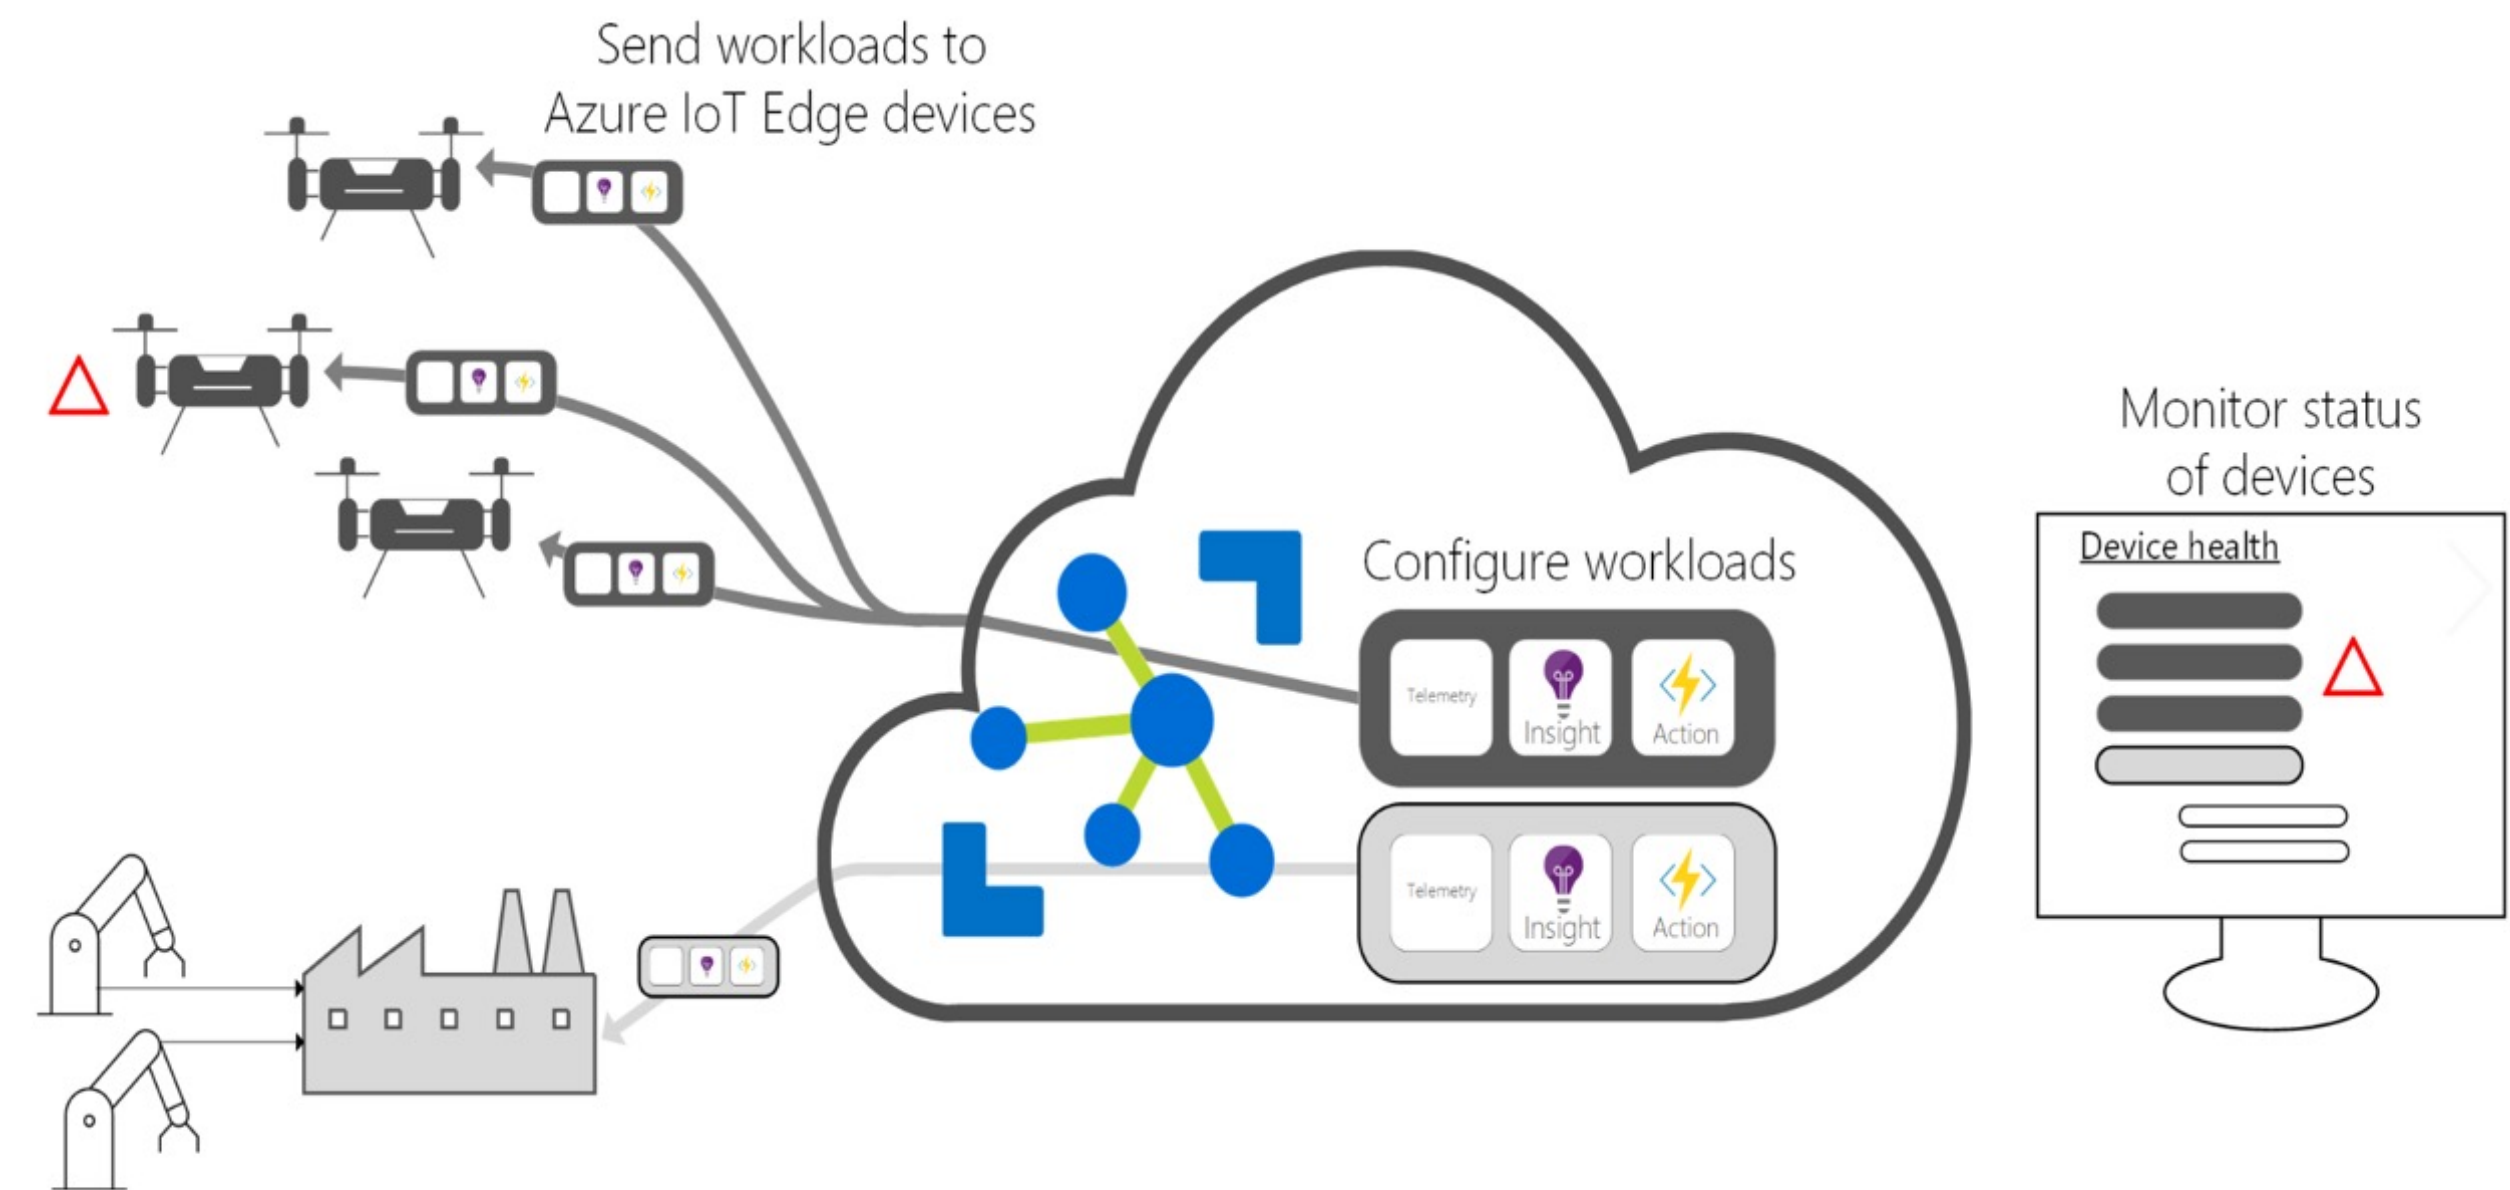 Send workloads to
Azure IoT Edge devices
Monitor status
of devices
Device health
Configure workloads
Telemetry
Insight
Action
Telemetry
Insight
Action